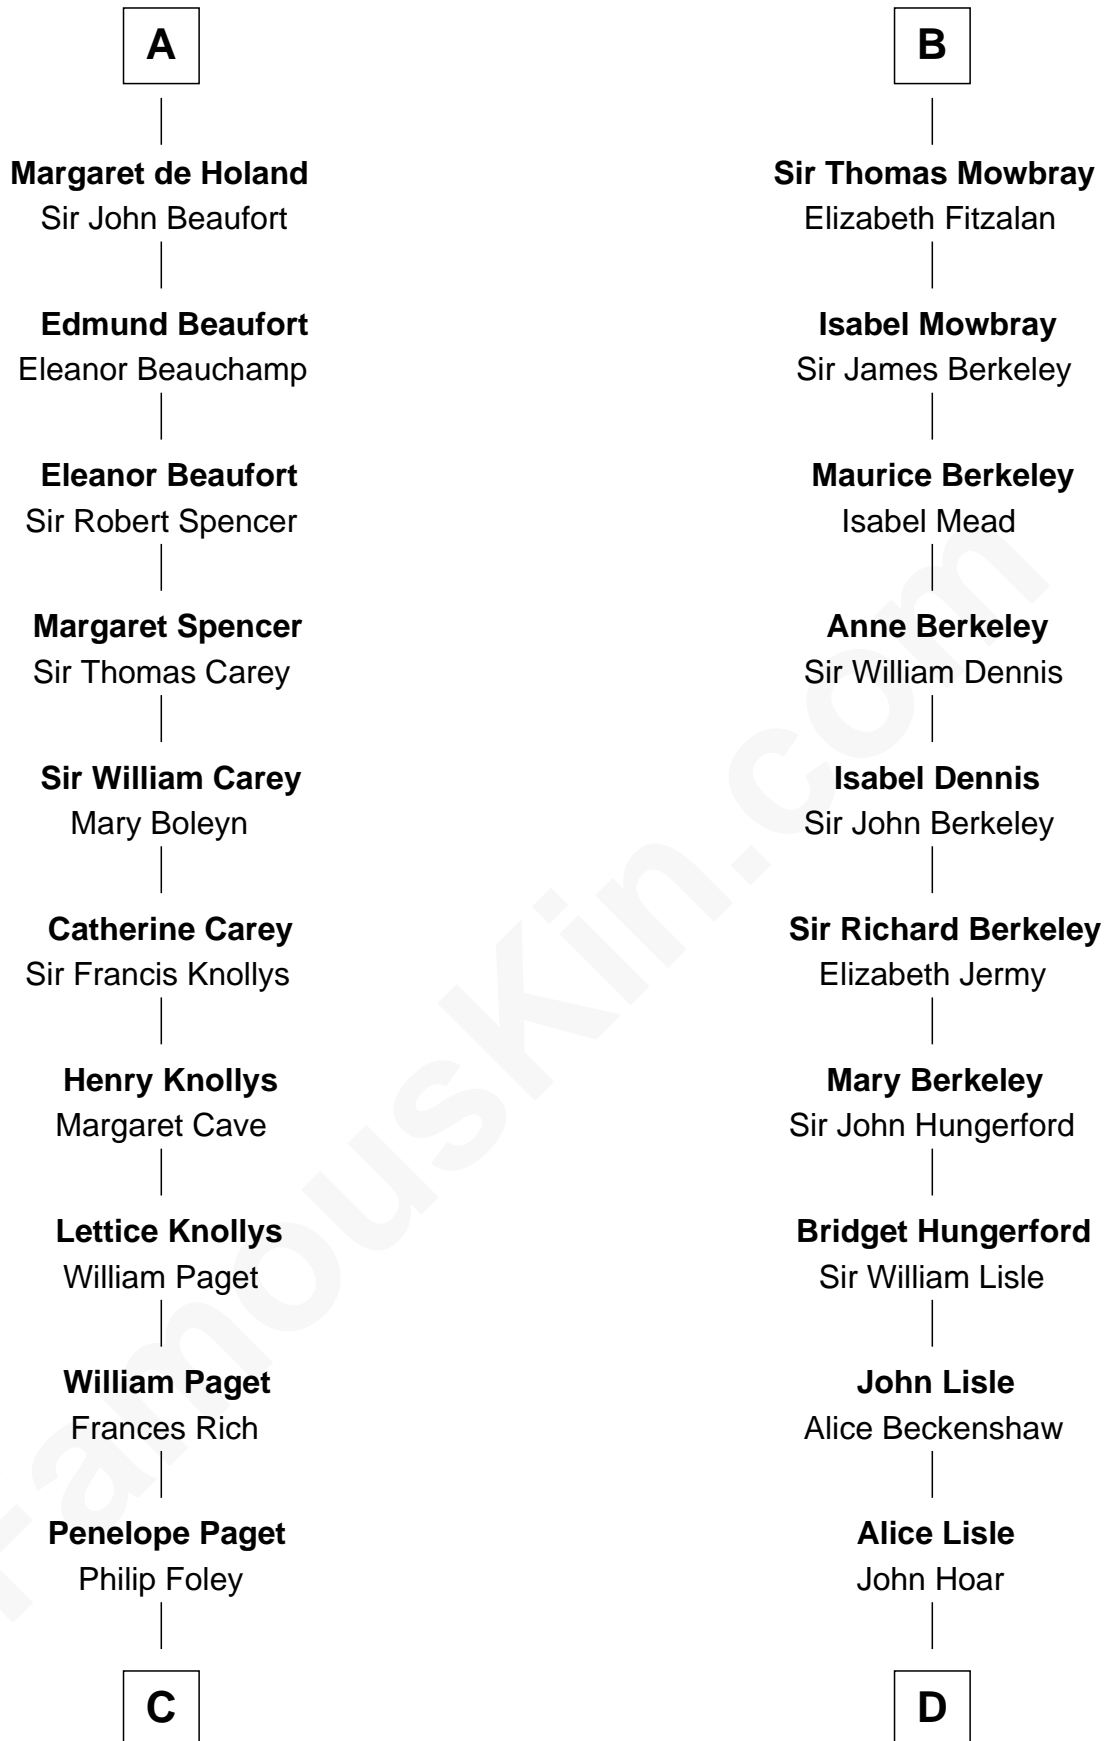 A
Margaret de Holand
Sir John Beaufort
Edmund Beaufort
Eleanor Beauchamp
Eleanor Beaufort
Sir Robert Spencer
Margaret Spencer
Sir Thomas Carey
Sir William Carey
Mary Boleyn
Catherine Carey
Sir Francis Knollys
Henry Knollys
Margaret Cave
Lettice Knollys
William Paget
William Paget
Frances Rich
Penelope Paget
Philip Foley
C
B
Sir Thomas Mowbray
Elizabeth Fitzalan
Isabel Mowbray
Sir James Berkeley
Maurice Berkeley
Isabel Mead
Anne Berkeley
Sir William Dennis
Isabel Dennis
Sir John Berkeley
Sir Richard Berkeley
Elizabeth Jermy
Mary Berkeley
Sir John Hungerford
Bridget Hungerford
Sir William Lisle
John Lisle
Alice Beckenshaw
Alice Lisle
John Hoar
D
FamousKin.com